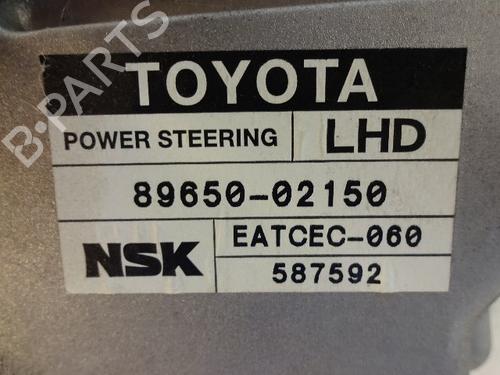 TOYOTA
POWER STEERING LHD
89650-02150
NSK EATCEC-060
587592
B-PARTS